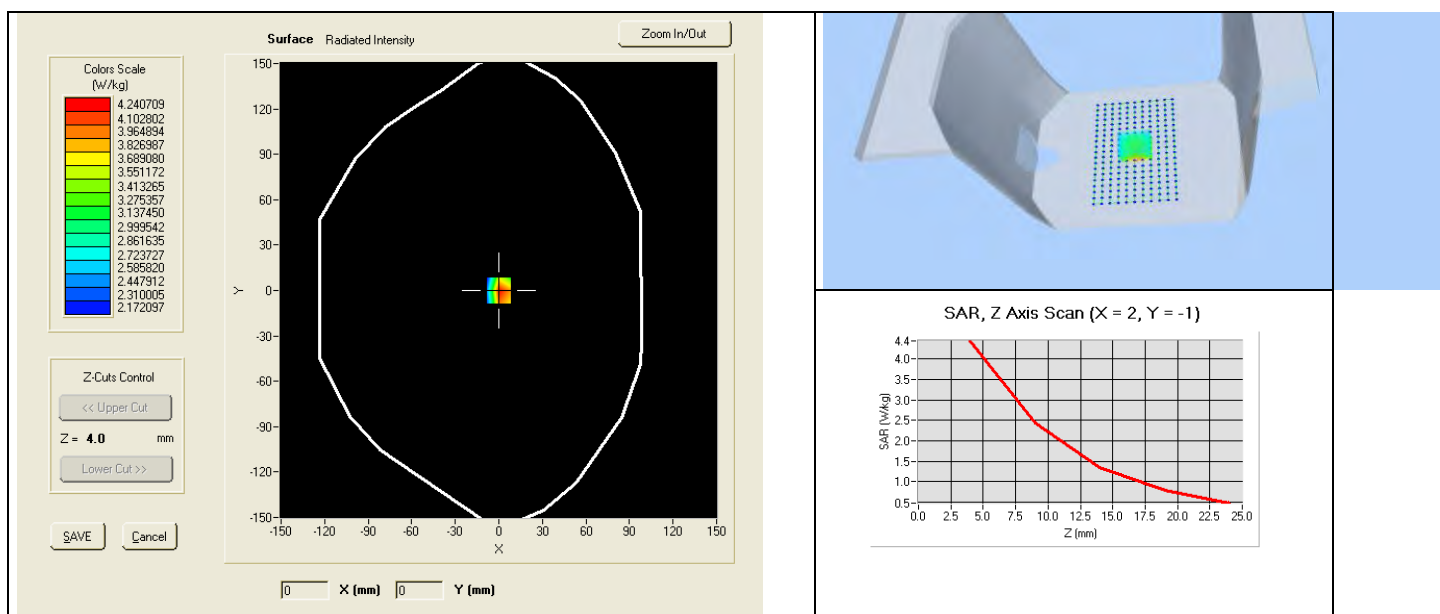 Surface Radiated Intensity
Zoom In/Out
Colors Scale
(W/kg)
4.240709
4.102802
3.964894
3.826987
3.689080
3.551172
3.413265
3.275357
3.137450
2.999542
2.861635
2.723727
2.585820
2.447912
2.310005
2.172097
Z-Cuts Control
<< Upper Cut
Z = 4.0 mm
Lower Cut >>
SAVE Cancel
150
120
90
60
30
0
-30
-60
-90
-120
-150
Y
-150 -120 -90 -60 -30 0 30 60 90 120 150
X
0 X (mm) 0 Y (mm)
SAR, Z Axis Scan (X = 2, Y = -1)
4.4
4.0
3.5
3.0
2.5
2.0
1.5
1.0
0.5
SAR (W/kg)
0.0 2.5 5.0 7.5 10.0 12.5 15.0 17.5 20.0 22.5 25.0
Z (mm)